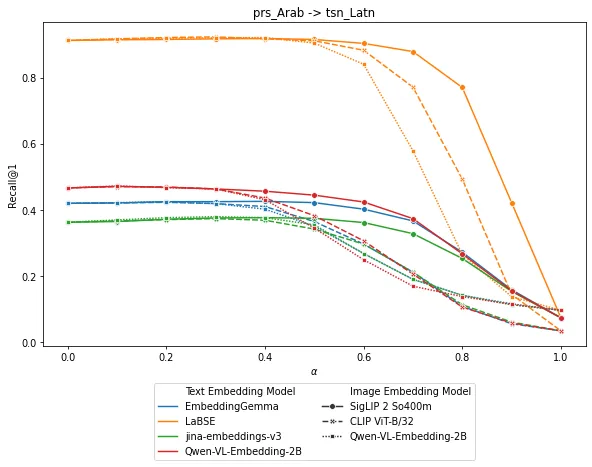 prs_Arab -> tsn_Latn
Recall@1
0.8
0.6
0.4
0.2
0.0
0.0 0.2 0.4 0.6 0.8 1.0
α
Text Embedding Model
EmbeddingGemma
LaBSE
jina-embeddings-v3
Qwen-VL-Embedding-2B
Image Embedding Model
SigLIP 2 So400m
CLIP ViT-B/32
Qwen-VL-Embedding-2B